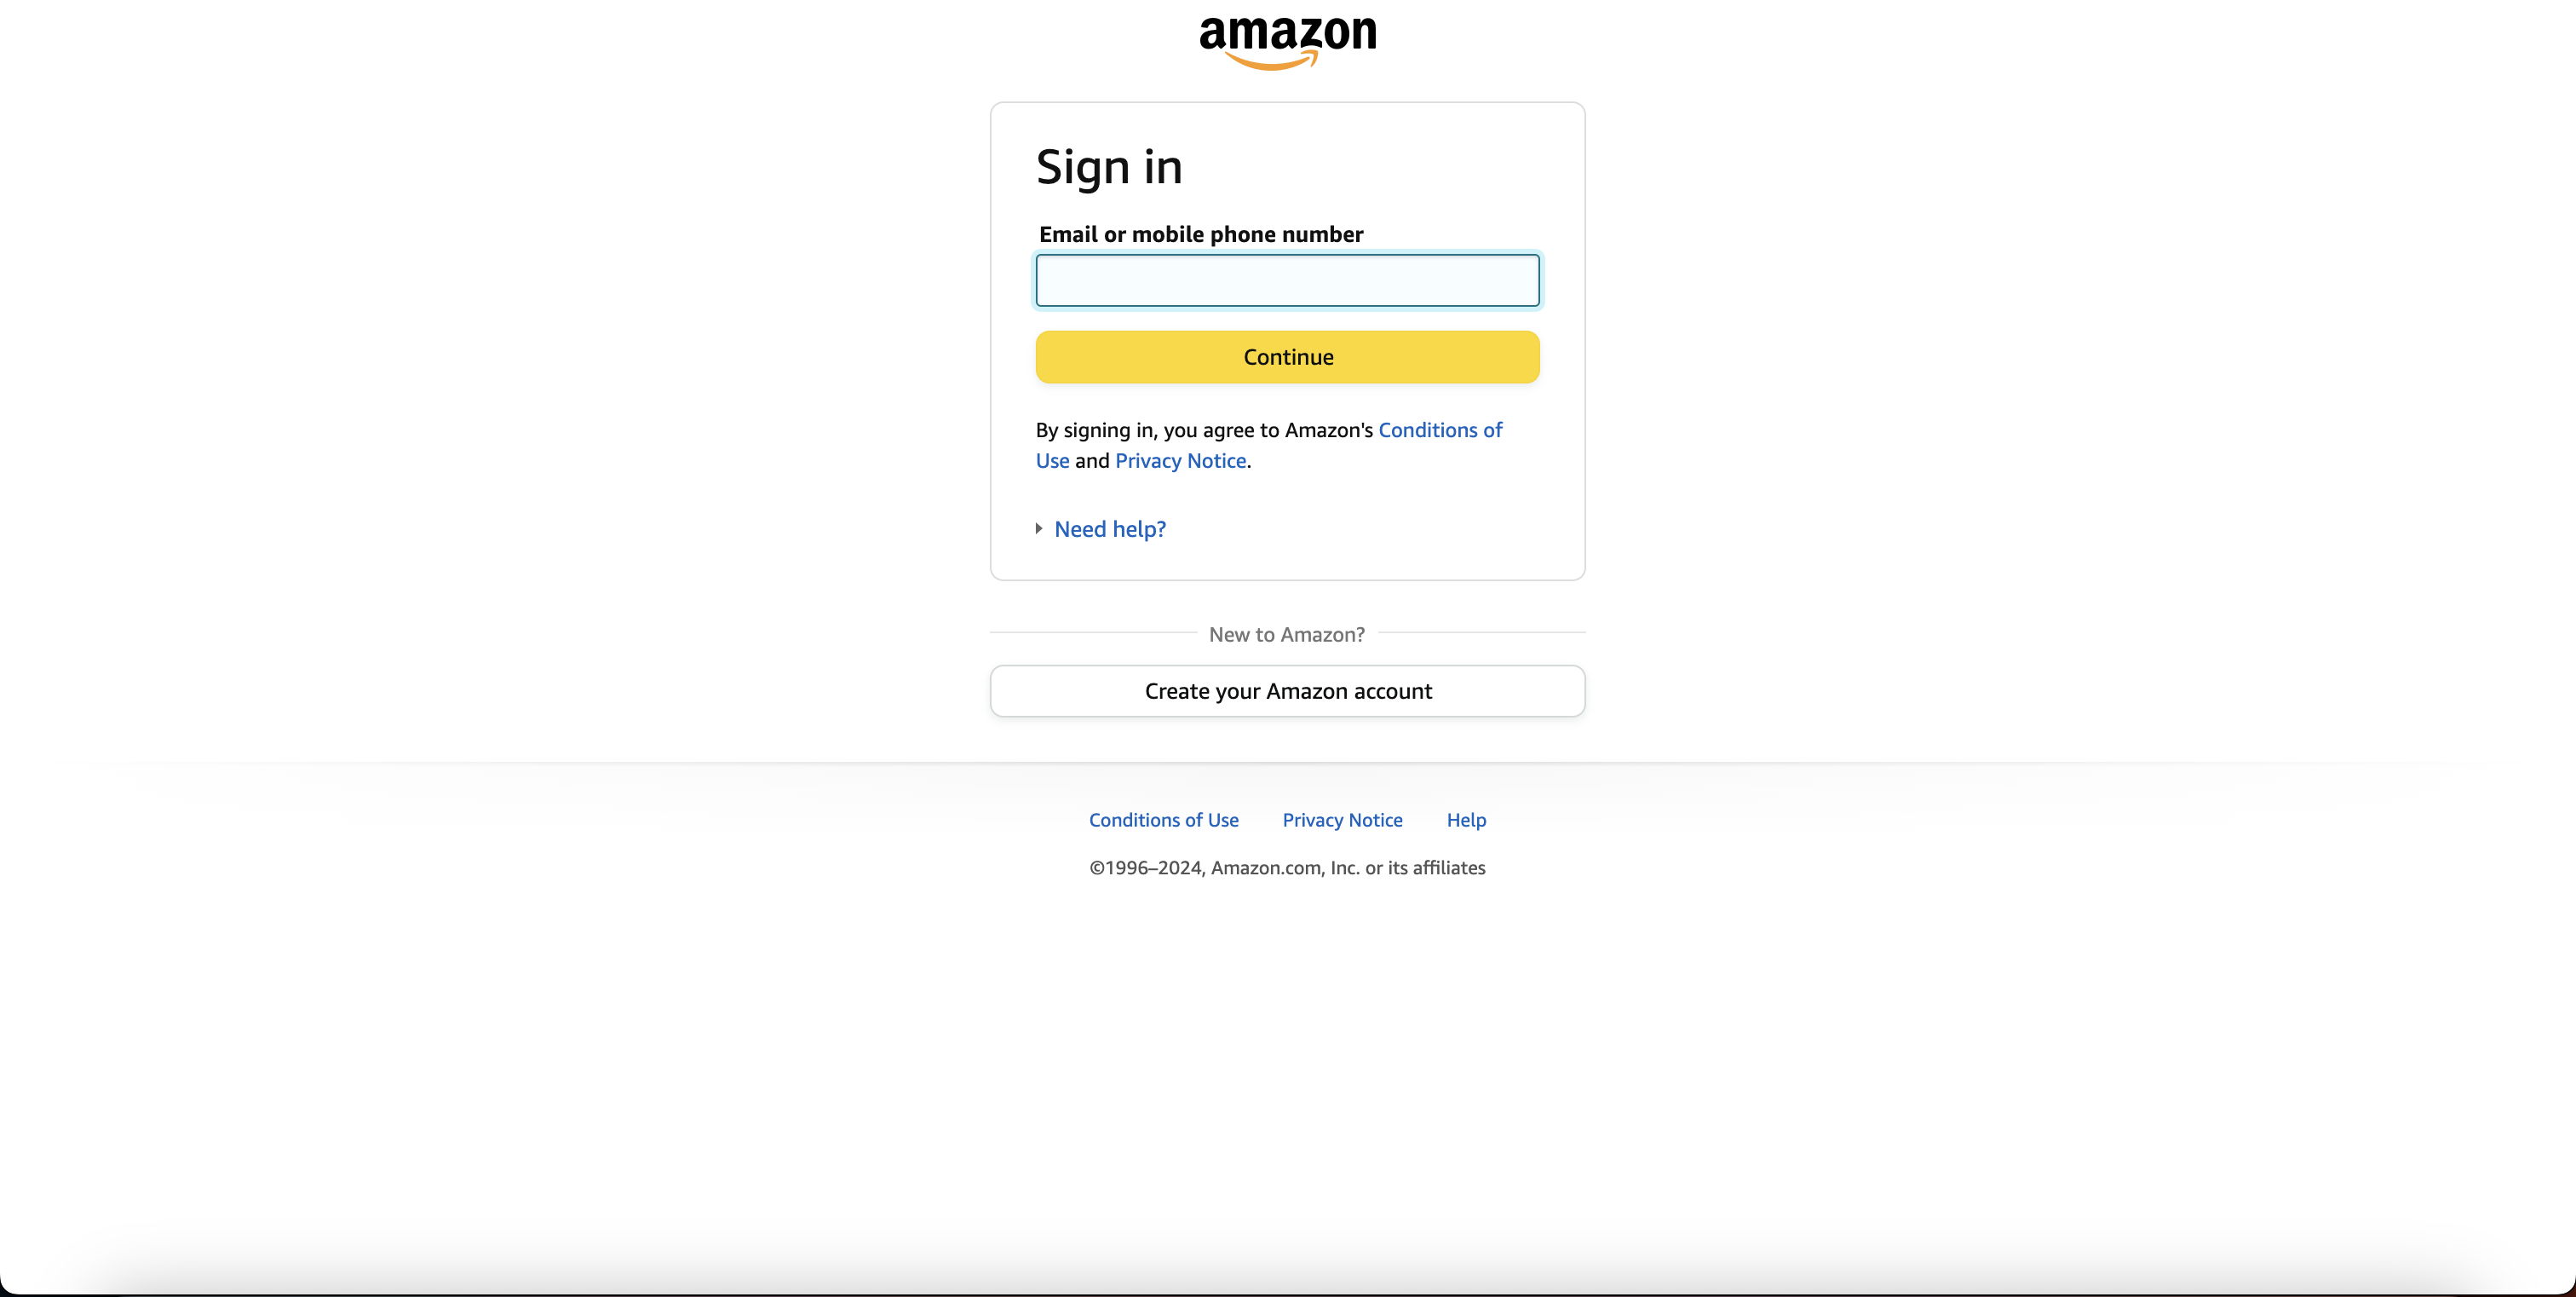 amazon
Sign in
Email or mobile phone number
Continue
By signing in, you agree to Amazon's Conditions of
Use and Privacy Notice.
Need help?
New to Amazon?
Create your Amazon account
Conditions of Use Privacy Notice Help
©1996–2024, Amazon.com, Inc. or its affiliates